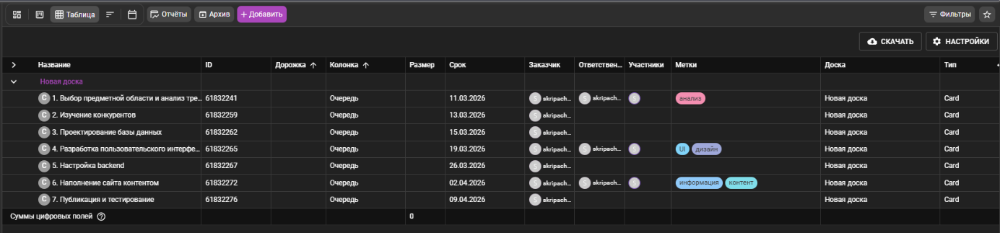 Таблица Отчёты Архив + Добавить Фильтры
СКАЧАТЬ НАСТРОЙКИ
Название ID Дорожка ↑ Колонка ↑ Размер Срок Заказчик Ответствен... Участники Метки Доска Тип
Новая доска
С 1. Выбор предметной области и анализ тре... 61832241 Очередь 11.03.2026 S skripach... S skripach... S анализ Новая доска Card
С 2. Изучение конкурентов 61832259 Очередь 13.03.2026 S skripach... Новая доска Card
С 3. Проектирование базы данных 61832262 Очередь 15.03.2026 S skripach... Новая доска Card
С 4. Разработка пользовательского интерфе... 61832265 Очередь 19.03.2026 S skripach... S skripach... S UI дизайн Новая доска Card
С 5. Настройка backend 61832267 Очередь 26.03.2026 S skripach... Новая доска Card
С 6. Наполнение сайта контентом 61832272 Очередь 02.04.2026 S skripach... S skripach... S информация контент Новая доска Card
С 7. Публикация и тестирование 61832276 Очередь 09.04.2026 S skripach... Новая доска Card
Суммы цифровых полей ? 0